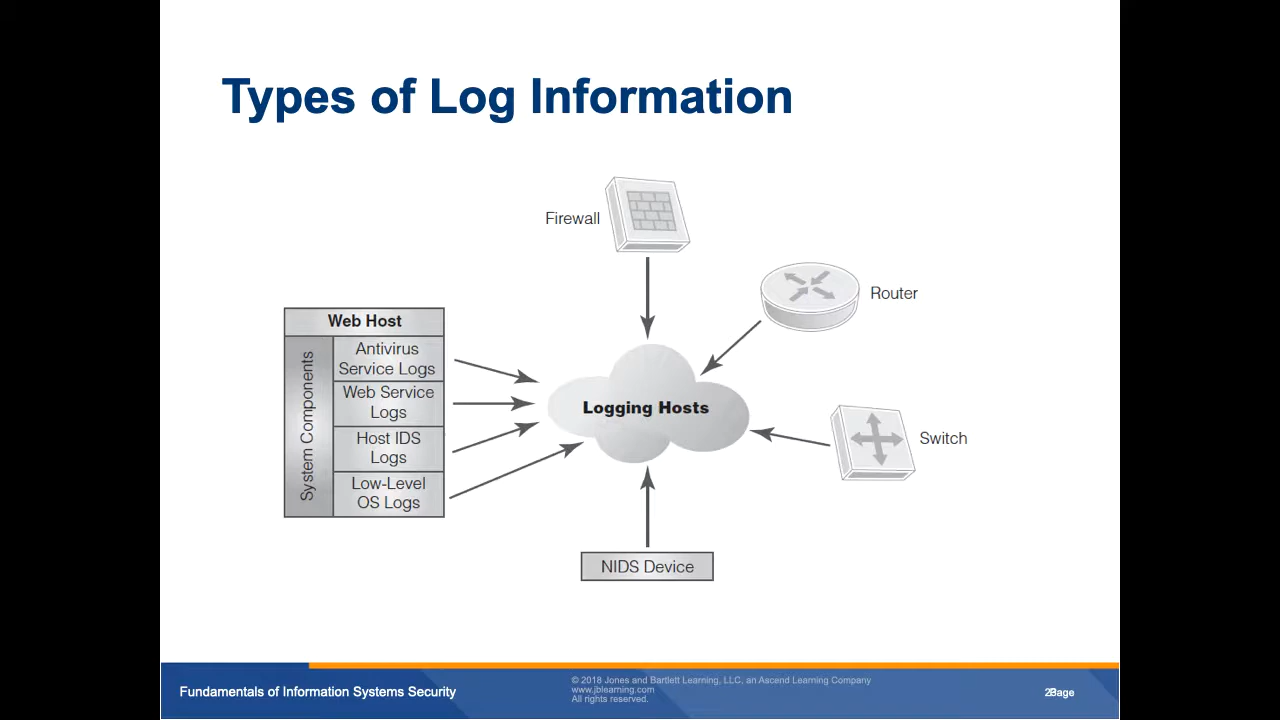 Types of Log Information
Firewall
Router
Web Host
System Components
Antivirus
Service Logs
Web Service
Logs
Host IDS
Logs
Low-Level
OS Logs
Logging Hosts
Switch
NIDS Device
Fundamentals of Information Systems Security
© 2018 Jones and Bartlett Learning, LLC, an Ascend Learning Company
www.jblearning.com
All rights reserved.